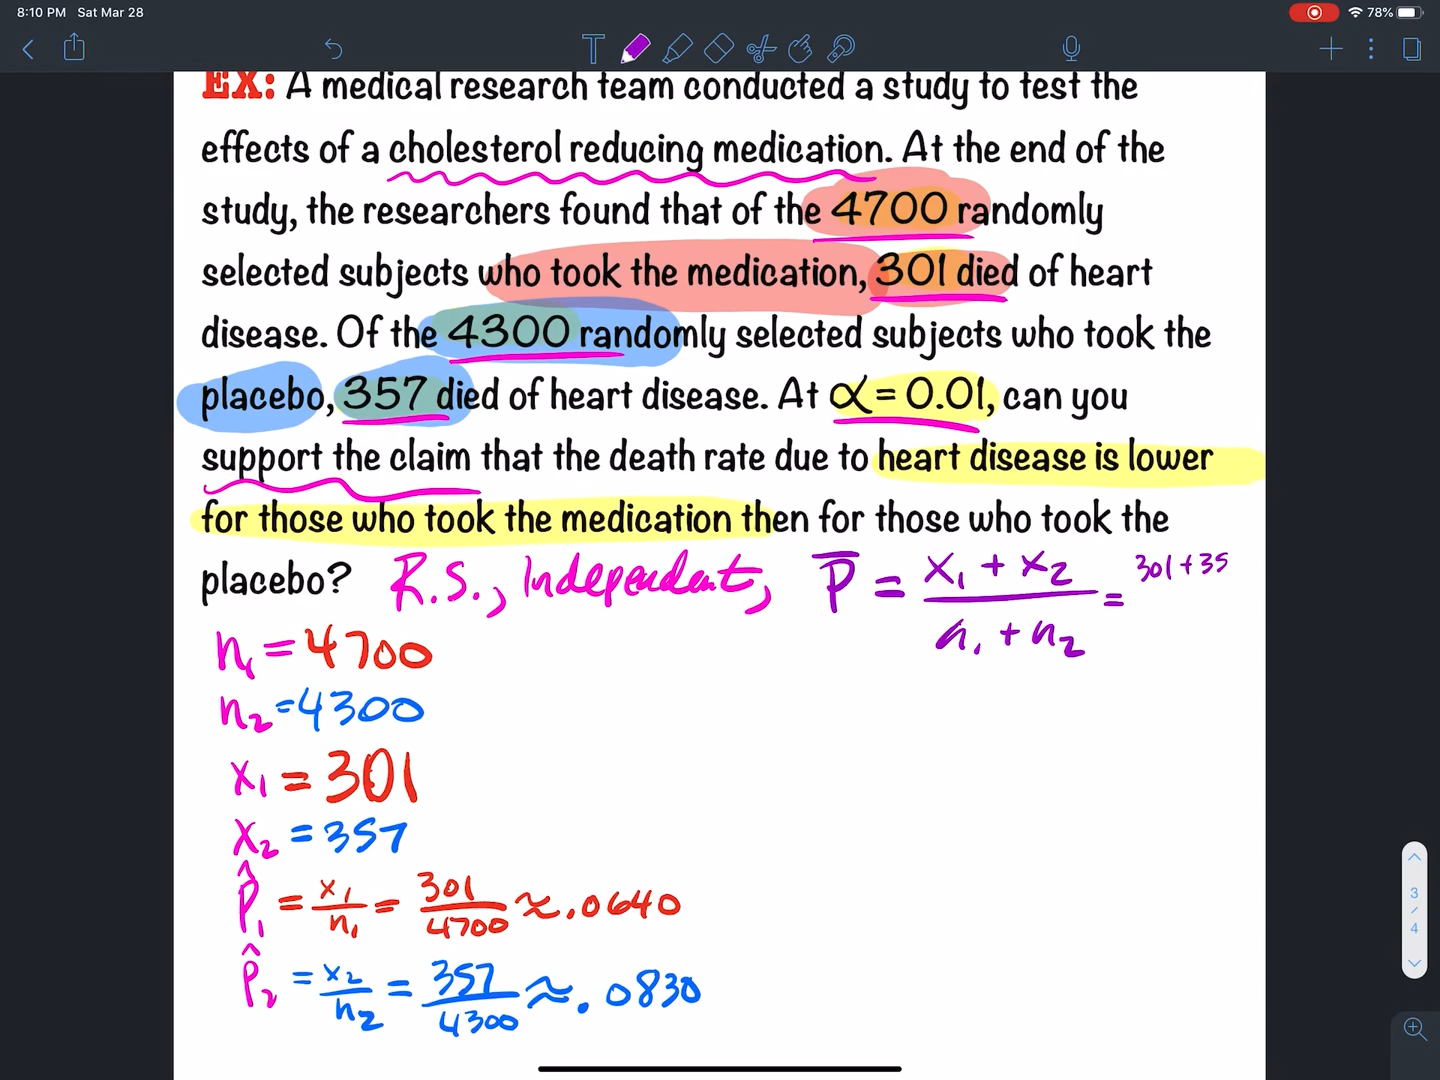 8:10 PM Sat Mar 28
78%
T
EX: A medical research team conducted a study to test the
effects of a cholesterol reducing medication. At the end of the
study, the researchers found that of the 4700 randomly
selected subjects who took the medication, 301 died of heart
disease. Of the 4300 randomly selected subjects who took the
placebo, 357 died of heart disease. At α = 0.01, can you
support the claim that the death rate due to heart disease is lower
for those who took the medication then for those who took the
placebo? R.S., Independent, P̅ = x₁ + x₂ / n₁ + n₂ = 301 + 35
n₁ = 4700
n₂ = 4300
x₁ = 301
x₂ = 357
p̂₁ = x₁/n₁ = 301/4700 ≈ .0640
p̂₂ = x₂/n₂ = 357/4300 ≈ .0830
3/4